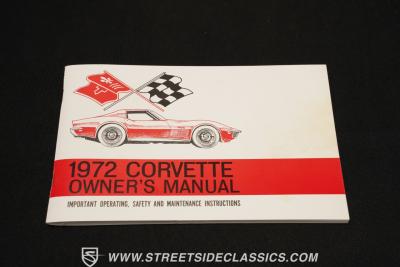 1972 CORVETTE
OWNER'S MANUAL
IMPORTANT OPERATING, SAFETY AND MAINTENANCE INSTRUCTIONS
WWW.STREETSIDECLASSICS.COM